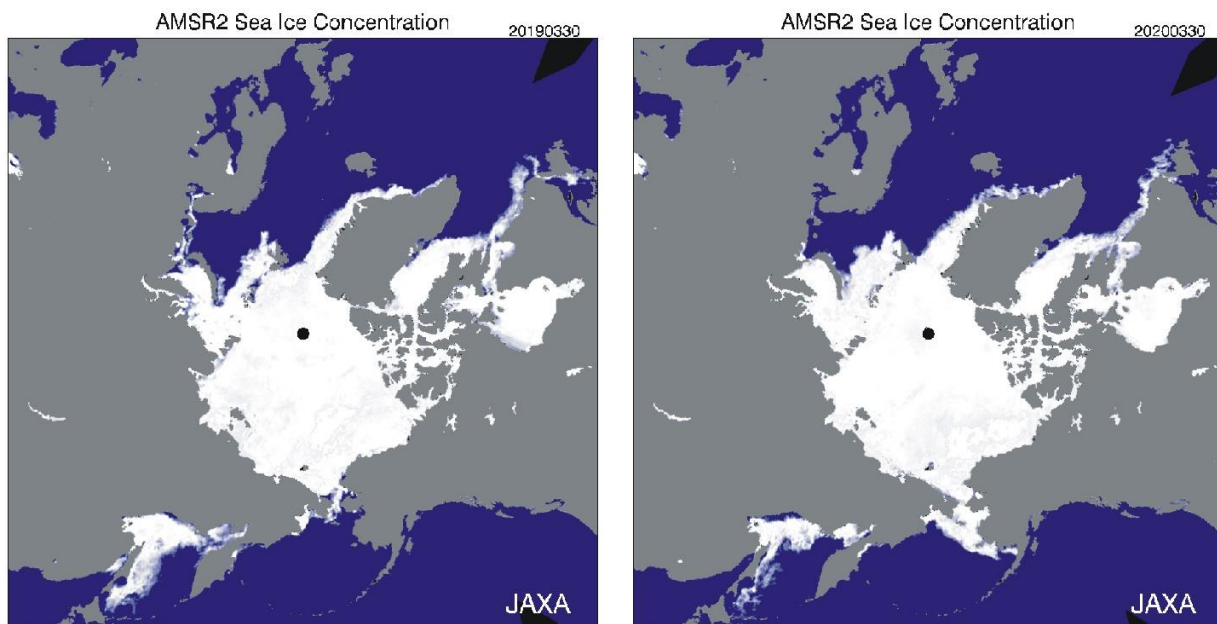 AMSR2 Sea Ice Concentration
20190330
JAXA
AMSR2 Sea Ice Concentration
20200330
JAXA